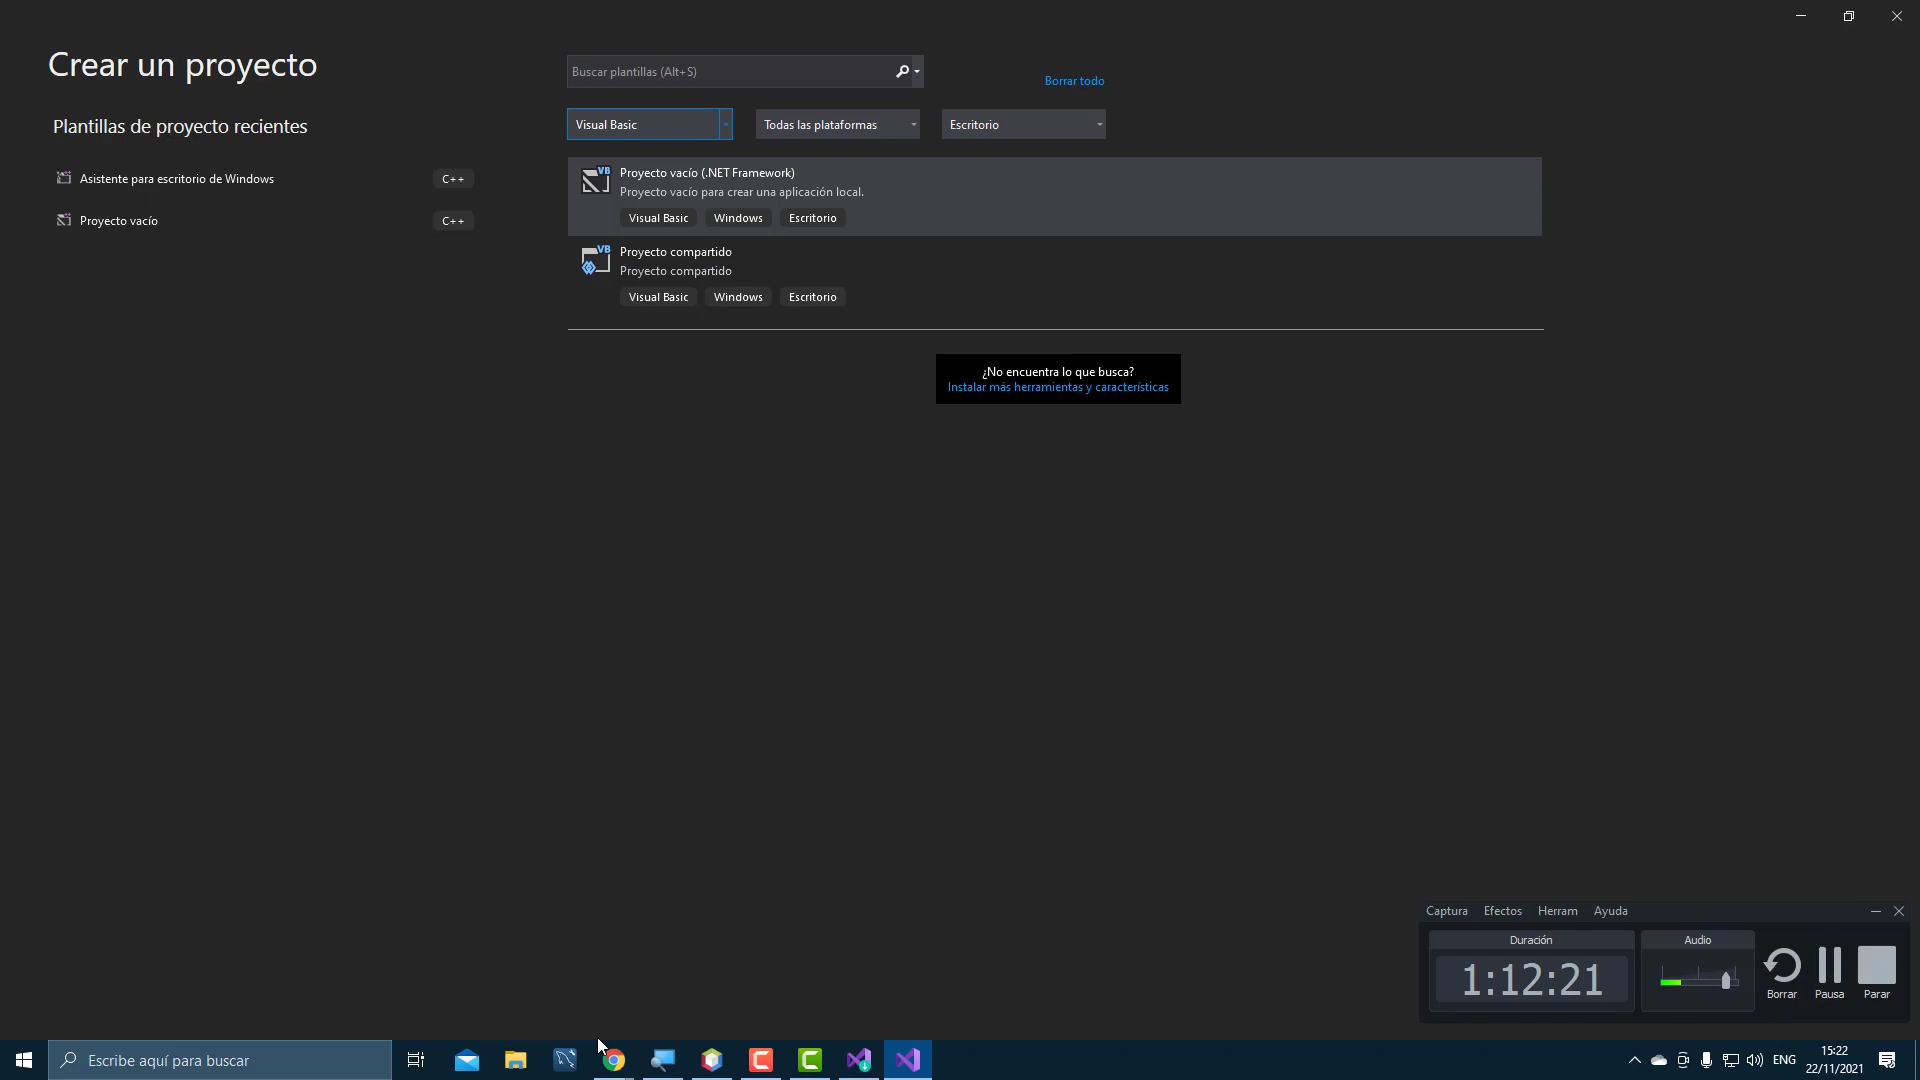 Crear un proyecto
Plantillas de proyecto recientes
Asistente para escritorio de Windows
C++
Proyecto vacío
C++
Buscar plantillas (Alt+S)
Borrar todo
Visual Basic
Todas las plataformas
Escritorio
VB
Proyecto vacío (.NET Framework)
Proyecto vacío para crear una aplicación local.
Visual Basic
Windows
Escritorio
VB
Proyecto compartido
Proyecto compartido
Visual Basic
Windows
Escritorio
¿No encuentra lo que busca?
Instalar más herramientas y características
Captura
Efectos
Herram
Ayuda
Duración
1:12:21
Audio
Borrar
Pausa
Parar
Escribe aquí para buscar
ENG
15:22
22/11/2021